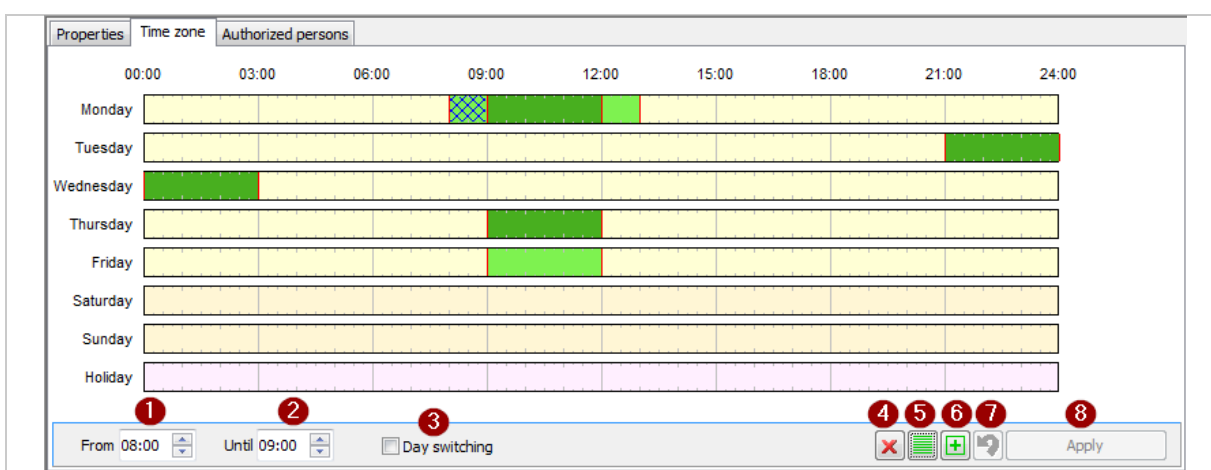 Properties Time zone Authorized persons
00:00 03:00 06:00 09:00 12:00 15:00 18:00 21:00 24:00
Monday
Tuesday
Wednesday
Thursday
Friday
Saturday
Sunday
Holiday
1 2 3 4 5 6 7 8
From 08:00 Until 09:00 Day switching Apply